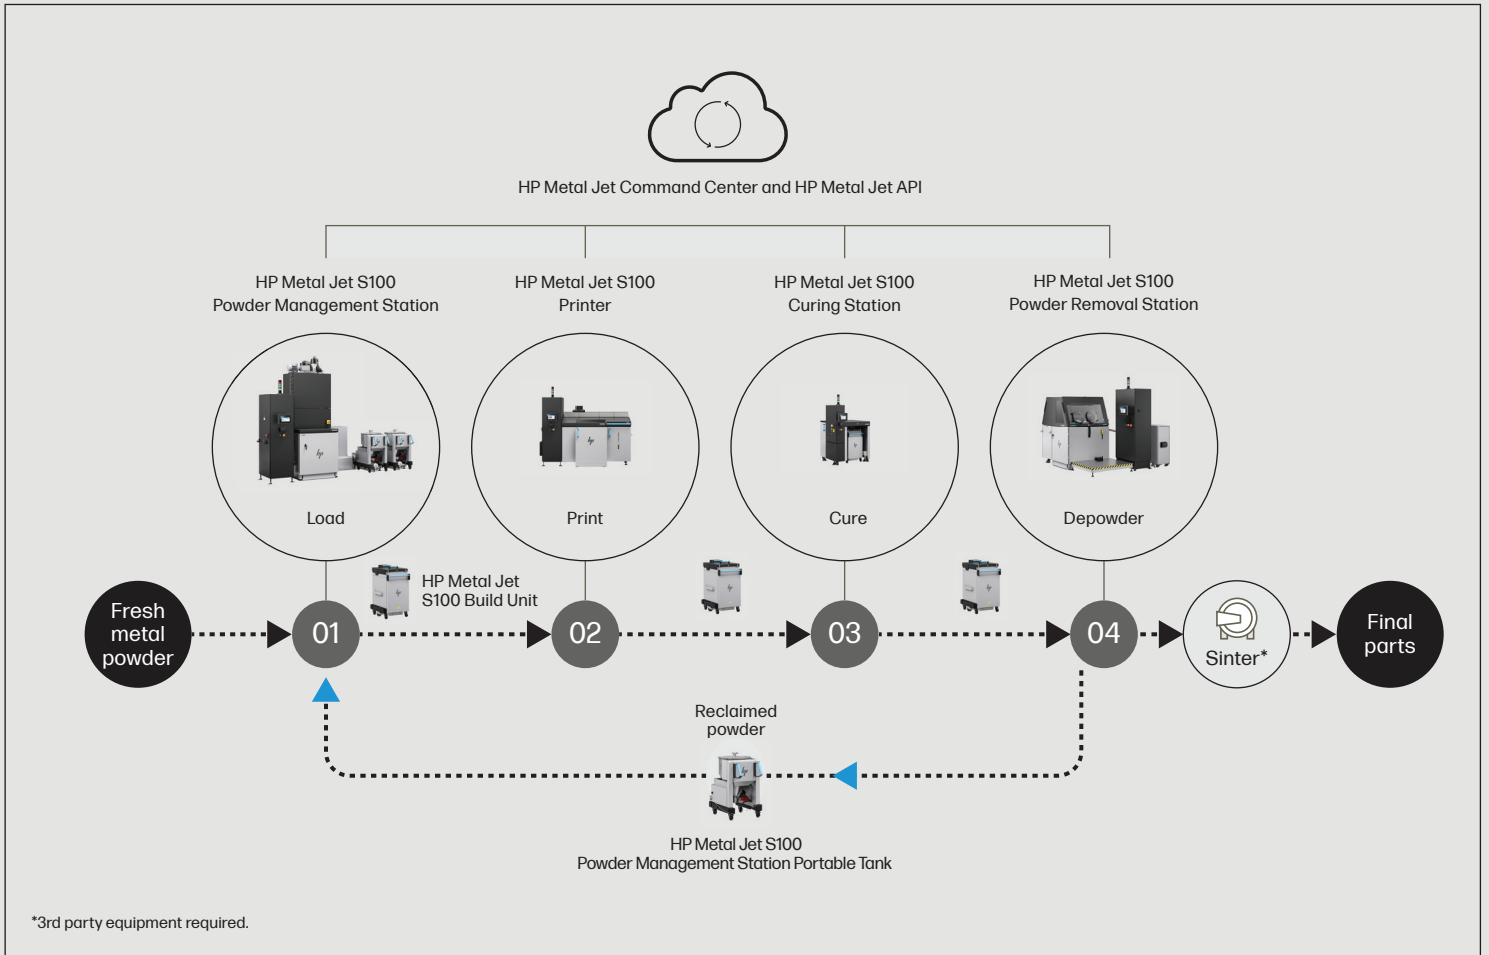 HP Metal Jet Command Center and HP Metal Jet API
HP Metal Jet S100
Powder Management Station
HP Metal Jet S100
Printer
HP Metal Jet S100
Curing Station
HP Metal Jet S100
Powder Removal Station
Load
Print
Cure
Depowder
HP Metal Jet
S100 Build Unit
Fresh
metal
powder
01
02
03
04
Sinter*
Final
parts
Reclaimed
powder
HP Metal Jet S100
Powder Management Station Portable Tank
*3rd party equipment required.